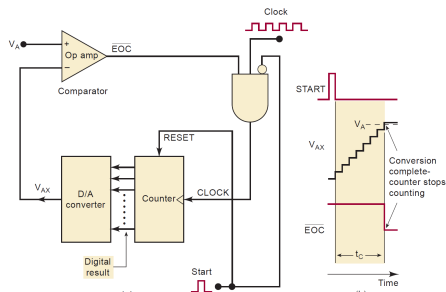 Clock
VA
+
Op amp
EOC
−
Comparator
RESET
VAX
D/A
converter
Counter
CLOCK
Digital
result
Start
START
VA
VAX
Conversion
complete-
counter stops
counting
EOC
tC
Time